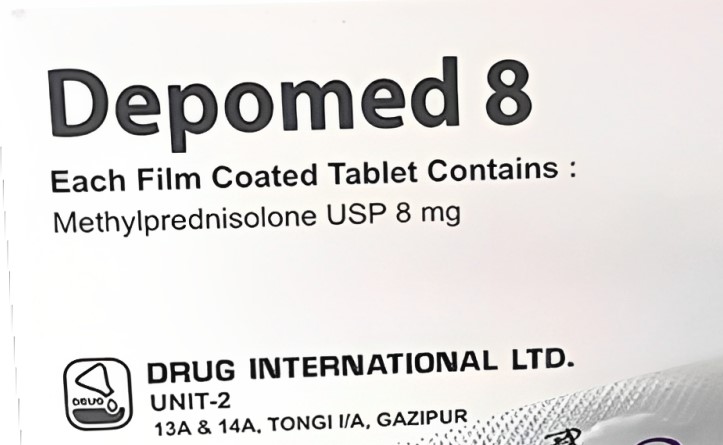 Depomed 8
Each Film Coated Tablet Contains :
Methylprednisolone USP 8 mg
DRUG INTERNATIONAL LTD.
UNIT-2
13A & 14A, TONGI I/A, GAZIPUR